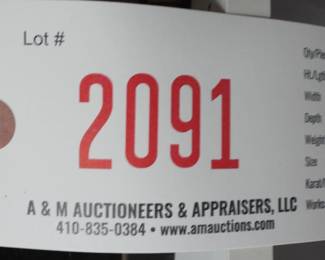 Lot #
2091
A & M AUCTIONEERS & APPRAISERS, LLC
410-835-0384 • www.amauctions.com
Width
Depth
Size